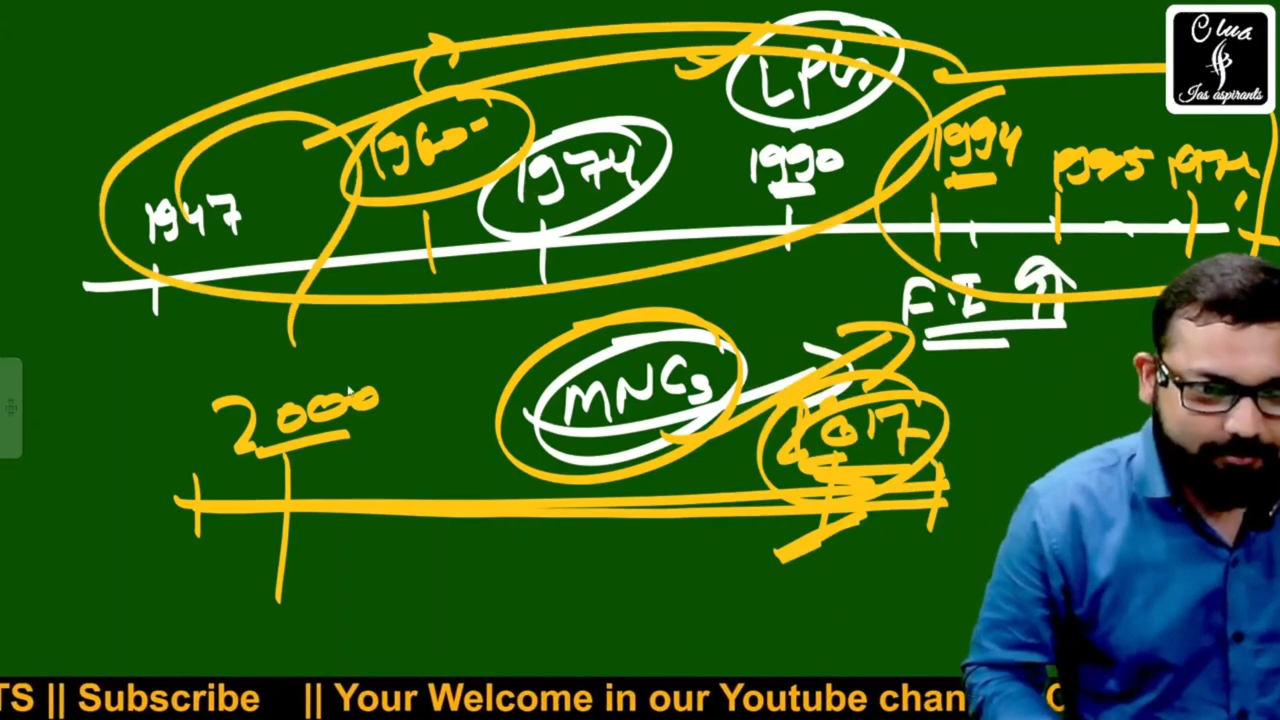 Clua
Ias aspirants
LPG
1947
1960
1974
1990
1994
1995
F.I
MNCs
2000
2017
TS || Subscribe || Your Welcome in our Youtube chan